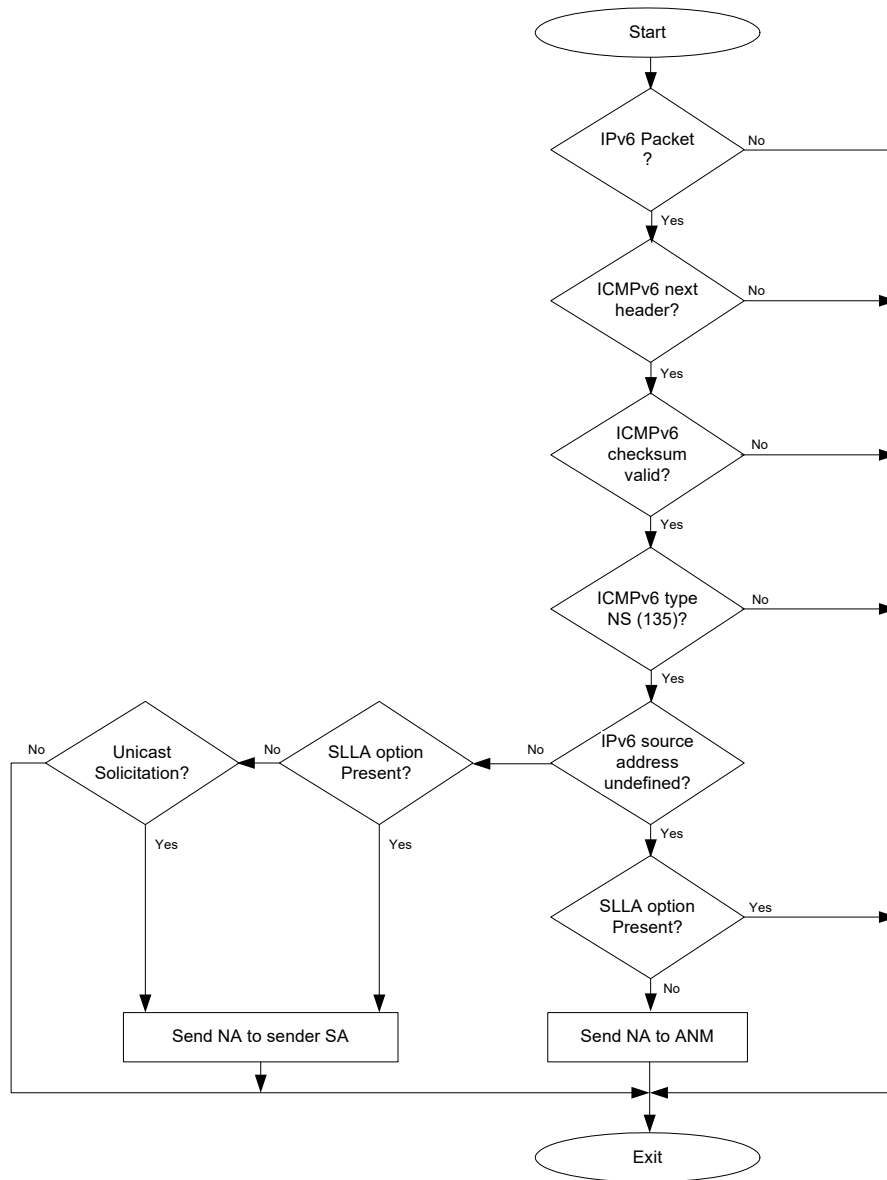 Start
IPv6 Packet
?
No
Yes
ICMPv6 next
header?
No
Yes
ICMPv6
checksum
valid?
No
Yes
ICMPv6 type
NS (135)?
No
Yes
No
Unicast
Solicitation?
No
SLLA option
Present?
No
IPv6 source
address
undefined?
Yes
Yes
Yes
SLLA option
Present?
Yes
No
Send NA to sender SA
Send NA to ANM
Exit